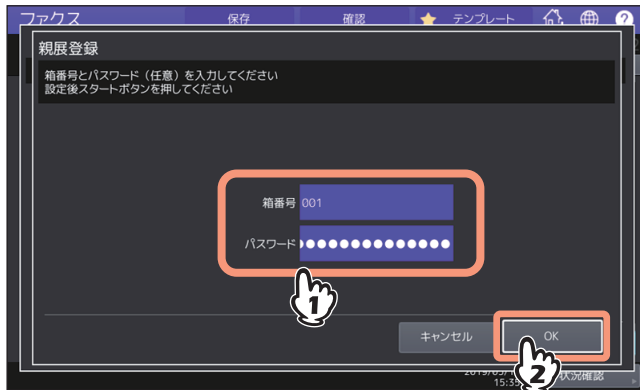 ファクス 保存 確認 テンプレート ?
親展登録
箱番号とパスワード（任意）を入力してください
設定後スタートボタンを押してください
箱番号 001
パスワード ●●●●●●●●●●●●●●
1
キャンセル OK
2
状況確認
15:35